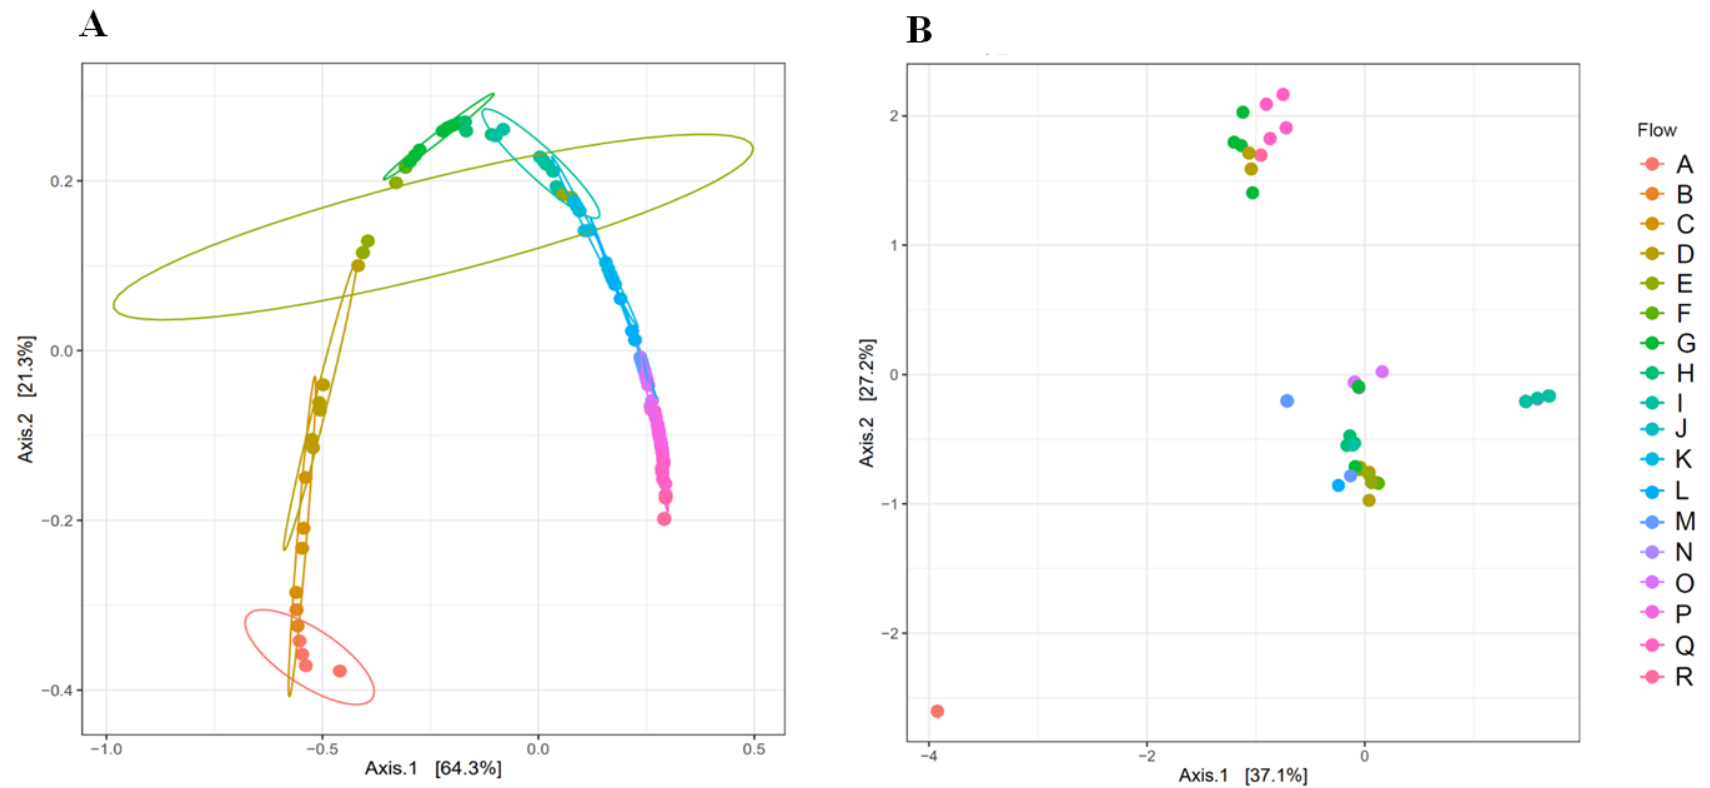 A
B
0.2
0.0
−0.2
−0.4
Axis.2 [21.3%]
−1.0 −0.5 0.0 0.5
Axis.1 [64.3%]
2
1
0
−1
−2
Axis.2 [27.2%]
−4 −2 0
Axis.1 [37.1%]
Flow
A
B
C
D
E
F
G
H
I
J
K
L
M
N
O
P
Q
R